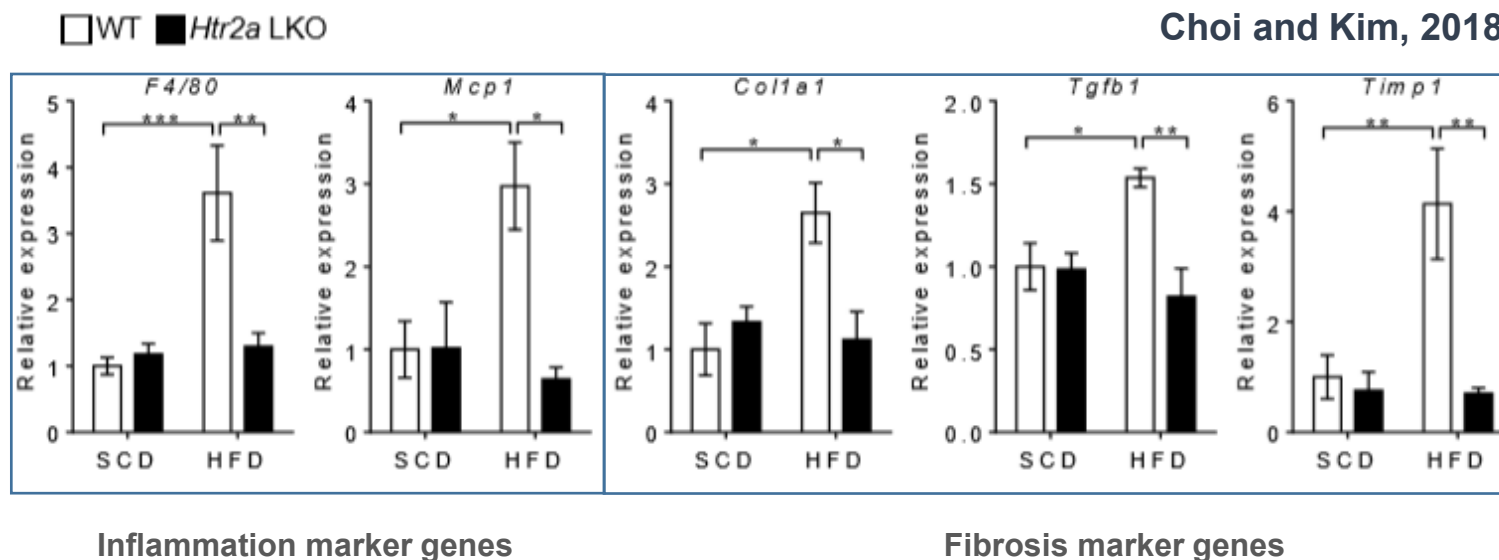 WT Htr2a LKO
Choi and Kim, 2018
F4/80 Mcp1 Col1a1 Tgfb1 Timp1
Relative expression
5
4
3
2
1
0
*** **
SCD HFD
Relative expression
4
3
2
1
0
* *
SCD HFD
Relative expression
4
3
2
1
0
* *
SCD HFD
Relative expression
2.0
1.5
1.0
0.5
0.0
* **
SCD HFD
Relative expression
6
4
2
0
** **
SCD HFD
Inflammation marker genes
Fibrosis marker genes